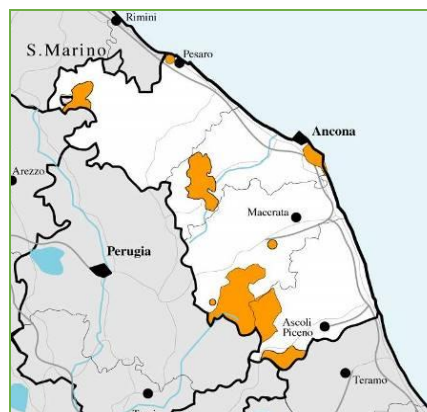 Rimini
S.Marino
Pesaro
Ancona
Arezzo
Macerata
Perugia
Ascoli
Piceno
Teramo